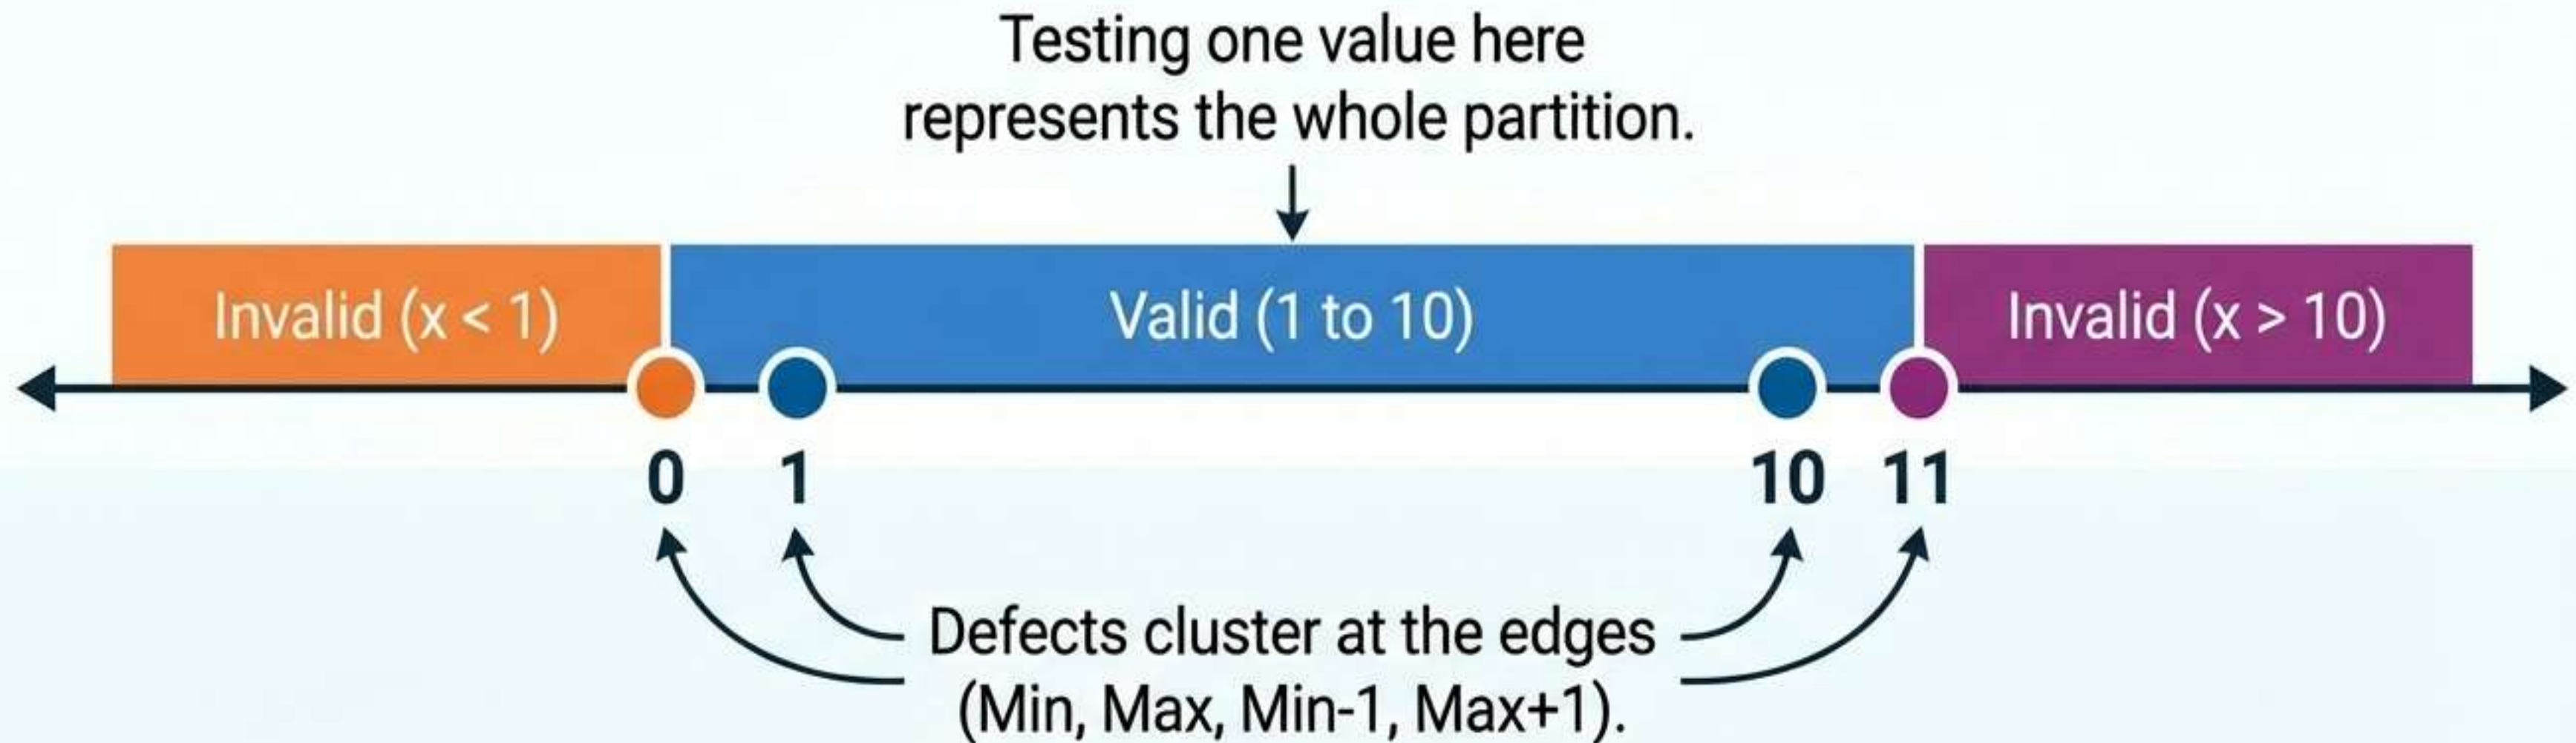 Testing one value here
represents the whole partition.
Invalid (x < 1)
Valid (1 to 10)
Invalid (x > 10)
0
1
10
11
Defects cluster at the edges
(Min, Max, Min-1, Max+1).